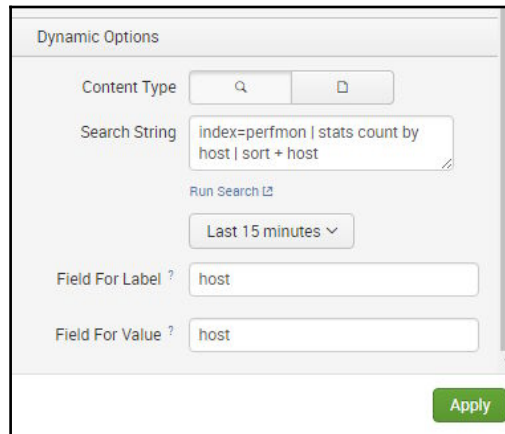 Dynamic Options
Content Type
Search String
index=perfmon | stats count by
host | sort + host
Run Search
Last 15 minutes
Field For Label ?
host
Field For Value ?
host
Apply